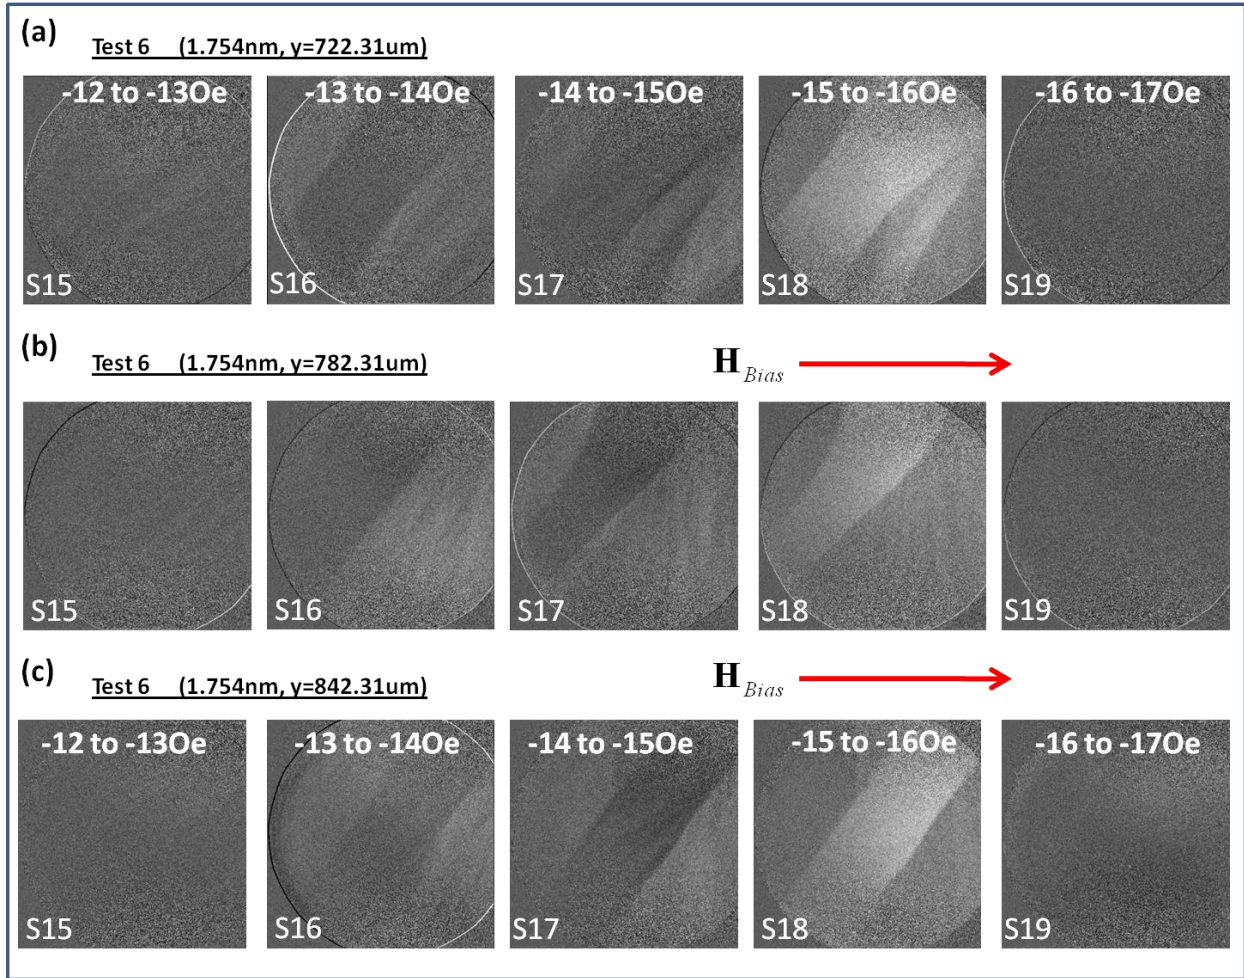 (a)
Test 6 (1.754nm, y=722.31um)
-12 to -13Oe -13 to -14Oe -14 to -15Oe -15 to -16Oe -16 to -17Oe
S15 S16 S17 S18 S19
(b)
Test 6 (1.754nm, y=782.31um)
H Bias
S15 S16 S17 S18 S19
(c)
Test 6 (1.754nm, y=842.31um)
H Bias
-12 to -13Oe -13 to -14Oe -14 to -15Oe -15 to -16Oe -16 to -17Oe
S15 S16 S17 S18 S19